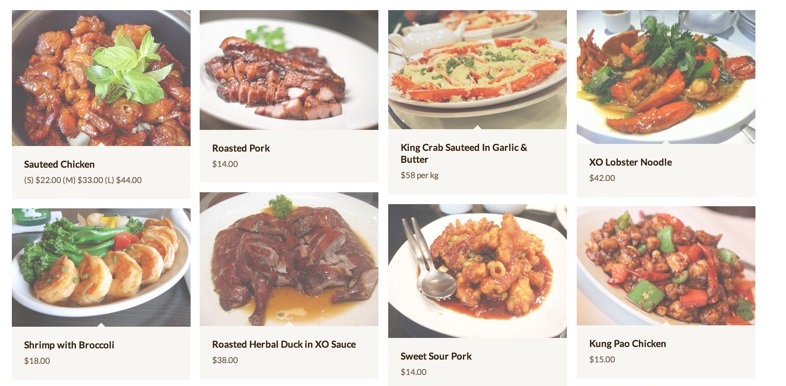 Sauteed Chicken
(S) $22.00 (M) $33.00 (L) $44.00
Roasted Pork
$14.00
King Crab Sauteed In Garlic &
Butter
$58 per kg
XO Lobster Noodle
$42.00
Shrimp with Broccoli
$18.00
Roasted Herbal Duck in XO Sauce
$38.00
Sweet Sour Pork
$14.00
Kung Pao Chicken
$15.00